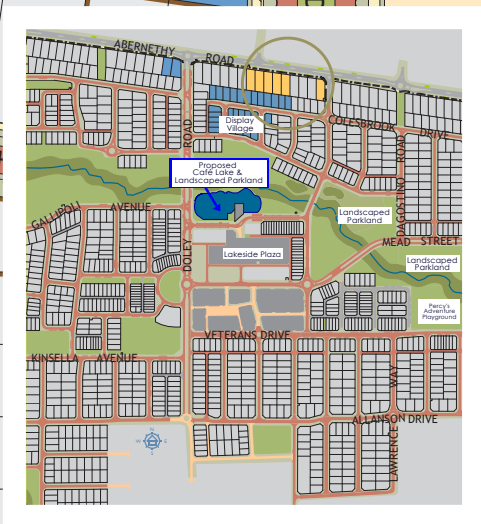 ABERNETHY ROAD
COLESBROOK DRIVE
ROAD
Display
Village
Proposed
Café Lake &
Landscaped Parkland
DAGOSTINO ROAD
GALLIPOLI AVENUE
Landscaped
Parkland
MEAD STREET
DOLEY
Lakeside Plaza
Landscaped
Parkland
Percy's
Adventure
Playground
VETERANS DRIVE
KINSELLA AVENUE
LAWRENCE WAY
ALLANSON DRIVE
N
W E